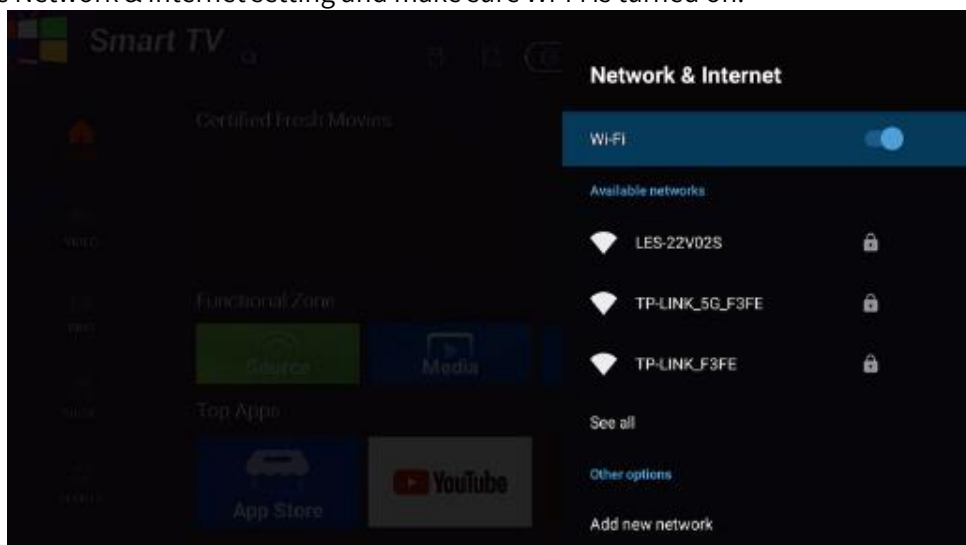 Network & Internet setting and make sure Wi-Fi is turned on.
Smart TV
Network & Internet
Certified Fresh Movies
Wi-Fi
Available networks
LES-22V02S
TP-LINK_5G_F3FE
Functional Zone
TP-LINK_F3FE
Source
Media
Top Apps
See all
Other options
YouTube
App Store
Add new network